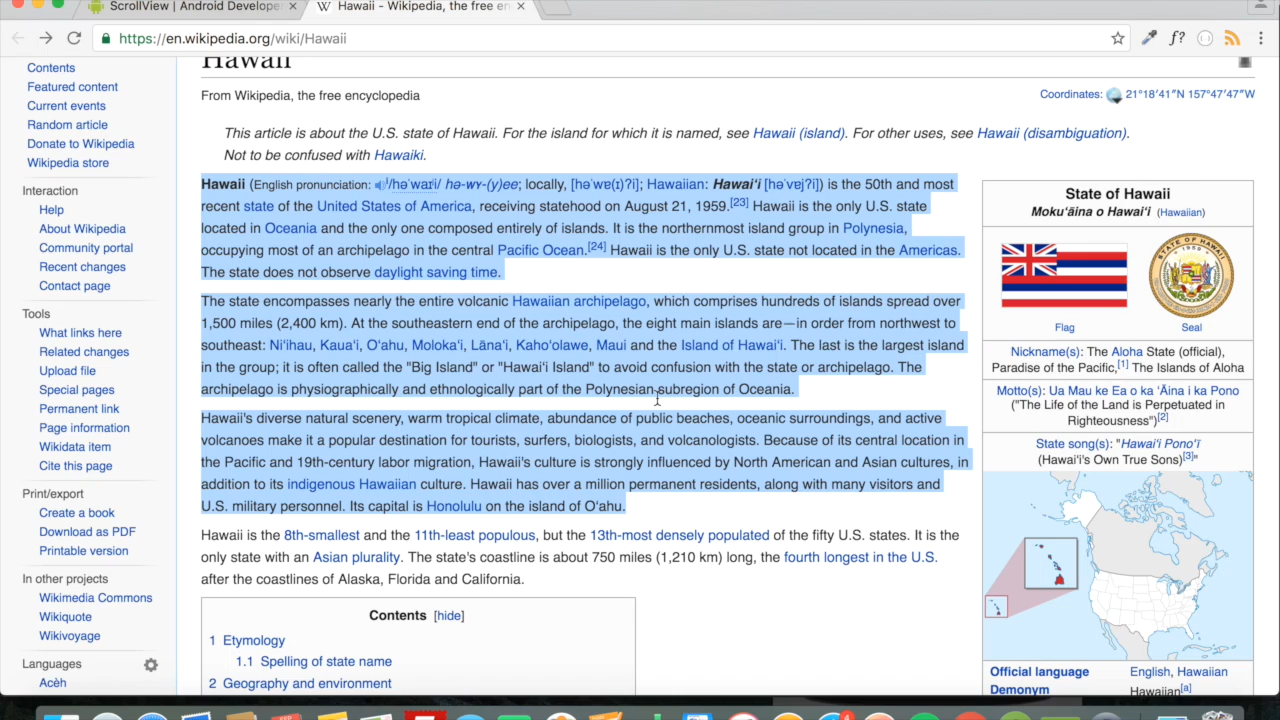 ScrollView | Android Developer
Hawaii - Wikipedia, the free en
https://en.wikipedia.org/wiki/Hawaii
f?
Contents
Featured content
Current events
Random article
Donate to Wikipedia
Wikipedia store
Interaction
Help
About Wikipedia
Community portal
Recent changes
Contact page
Tools
What links here
Related changes
Upload file
Special pages
Permanent link
Page information
Wikidata item
Cite this page
Print/export
Create a book
Download as PDF
Printable version
In other projects
Wikimedia Commons
Wikiquote
Wikivoyage
Languages
Acèh
Hawaii
From Wikipedia, the free encyclopedia
Coordinates: 21°18′41″N 157°47′47″W
This article is about the U.S. state of Hawaii. For the island for which it is named, see Hawaii (island). For other uses, see Hawaii (disambiguation).
Not to be confused with Hawaiki.
Hawaii (English pronunciation: /həˈwaɪi/ hə-WY-(y)ee; locally, [həˈwɐ(ɪ)ʔi]; Hawaiian: Hawaiʻi [həˈvɐjʔi]) is the 50th and most
recent state of the United States of America, receiving statehood on August 21, 1959.[23] Hawaii is the only U.S. state
located in Oceania and the only one composed entirely of islands. It is the northernmost island group in Polynesia,
occupying most of an archipelago in the central Pacific Ocean.[24] Hawaii is the only U.S. state not located in the Americas.
The state does not observe daylight saving time.
The state encompasses nearly the entire volcanic Hawaiian archipelago, which comprises hundreds of islands spread over
1,500 miles (2,400 km). At the southeastern end of the archipelago, the eight main islands are—in order from northwest to
southeast: Niʻihau, Kauaʻi, Oʻahu, Molokaʻi, Lānaʻi, Kahoʻolawe, Maui and the Island of Hawaiʻi. The last is the largest island
in the group; it is often called the "Big Island" or "Hawaiʻi Island" to avoid confusion with the state or archipelago. The
archipelago is physiographically and ethnologically part of the Polynesian subregion of Oceania.
Hawaii's diverse natural scenery, warm tropical climate, abundance of public beaches, oceanic surroundings, and active
volcanoes make it a popular destination for tourists, surfers, biologists, and volcanologists. Because of its central location in
the Pacific and 19th-century labor migration, Hawaii's culture is strongly influenced by North American and Asian cultures, in
addition to its indigenous Hawaiian culture. Hawaii has over a million permanent residents, along with many visitors and
U.S. military personnel. Its capital is Honolulu on the island of Oʻahu.
Hawaii is the 8th-smallest and the 11th-least populous, but the 13th-most densely populated of the fifty U.S. states. It is the
only state with an Asian plurality. The state's coastline is about 750 miles (1,210 km) long, the fourth longest in the U.S.
after the coastlines of Alaska, Florida and California.
Contents [hide]
1 Etymology
1.1 Spelling of state name
2 Geography and environment
State of Hawaii
Mokuʻāina o Hawaiʻi (Hawaiian)
Flag
Seal
Nickname(s): The Aloha State (official),
Paradise of the Pacific,[1] The Islands of Aloha
Motto(s): Ua Mau ke Ea o ka ʻĀina i ka Pono
("The Life of the Land is Perpetuated in
Righteousness")[2]
State song(s): "Hawaiʻi Ponoʻī
(Hawaiʻi's Own True Sons)[3]"
Official language English, Hawaiian
Demonym Hawaiian[a]